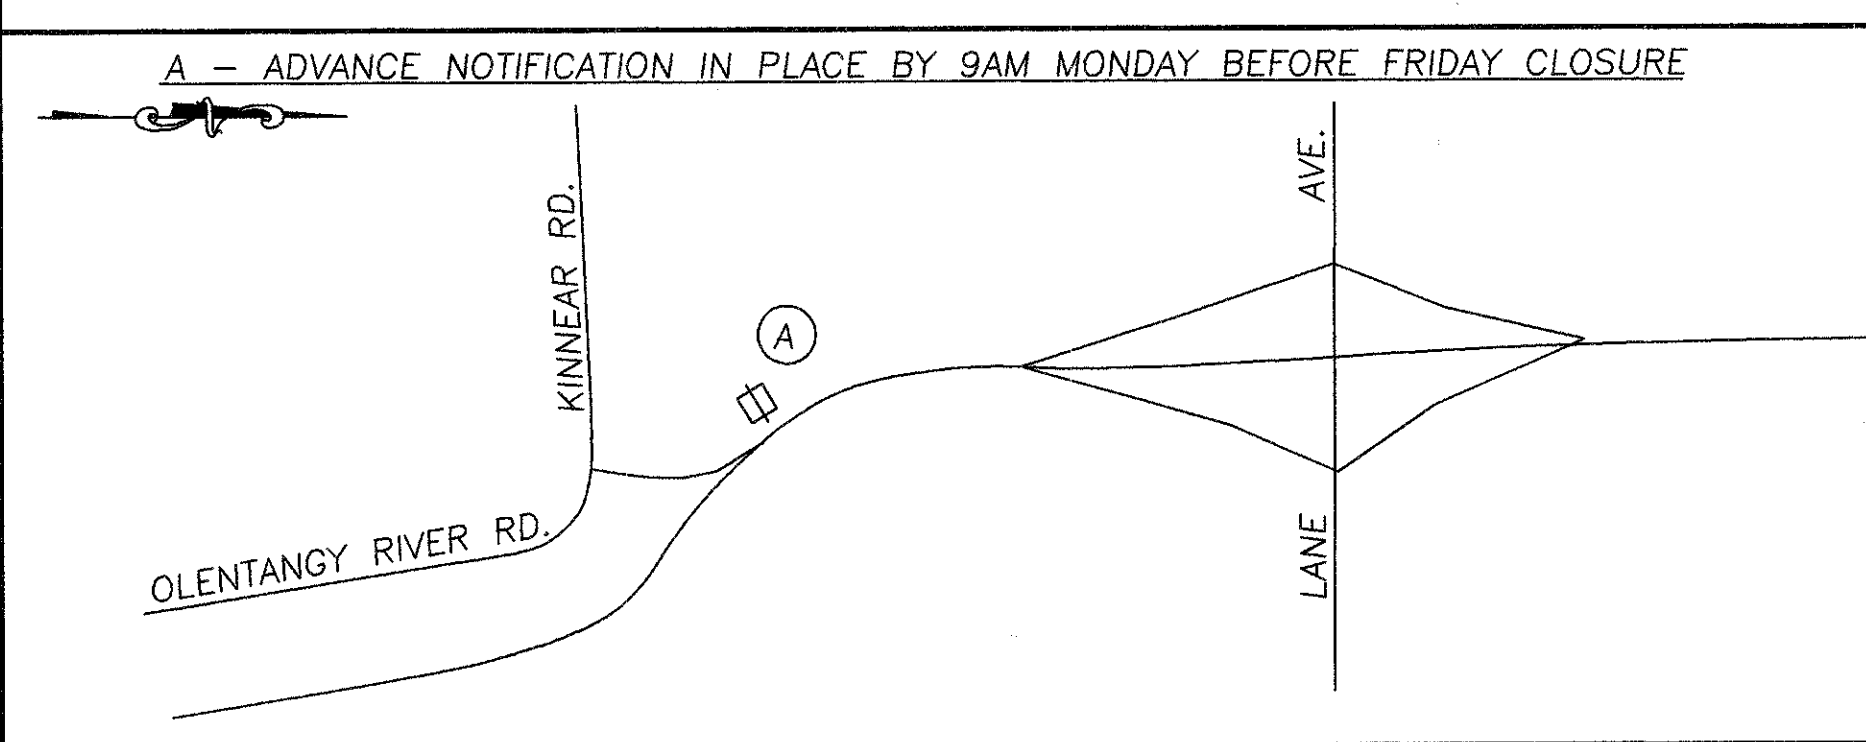 A - ADVANCE NOTIFICATION IN PLACE BY 9AM MONDAY BEFORE FRIDAY CLOSURE
KINNEAR RD.
AVE.
A
OLENTANGY RIVER RD.
LANE